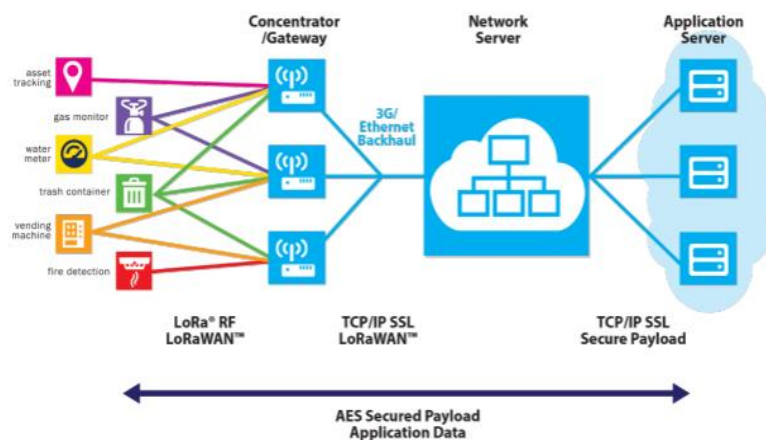 Concentrator
/Gateway
Network
Server
Application
Server
asset
tracking
gas monitor
water
meter
trash container
vending
machine
fire detection
3G/
Ethernet
Backhaul
LoRa® RF
LoRaWAN™
TCP/IP SSL
LoRaWAN™
TCP/IP SSL
Secure Payload
AES Secured Payload
Application Data